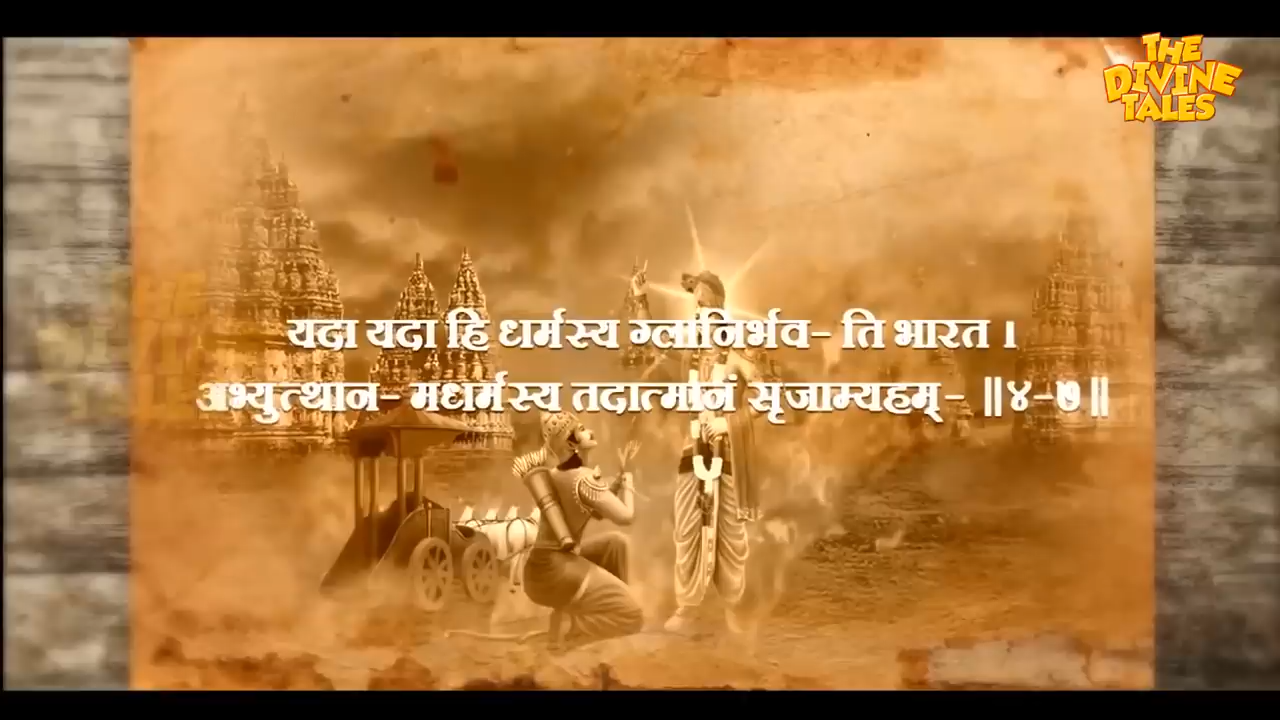 THE
DIVINE
TALES
यदा यदा हि धर्मस्य ग्लानिर्भव- ति भारत ।
अभ्युत्थान- मधर्मस्य तदात्मानं सृजाम्यहम् - ॥४-७॥